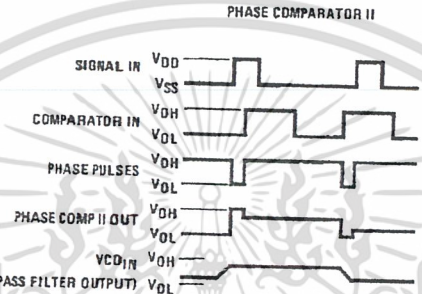 PHASE COMPARATOR II
SIGNAL IN VDD
VSS
COMPARATOR IN VOH
VOL
PHASE PULSES VOH
VOL
PHASE COMP II OUT VOH
VOL
VCOIN VOH
PASS FILTER OUTPUT) VOL